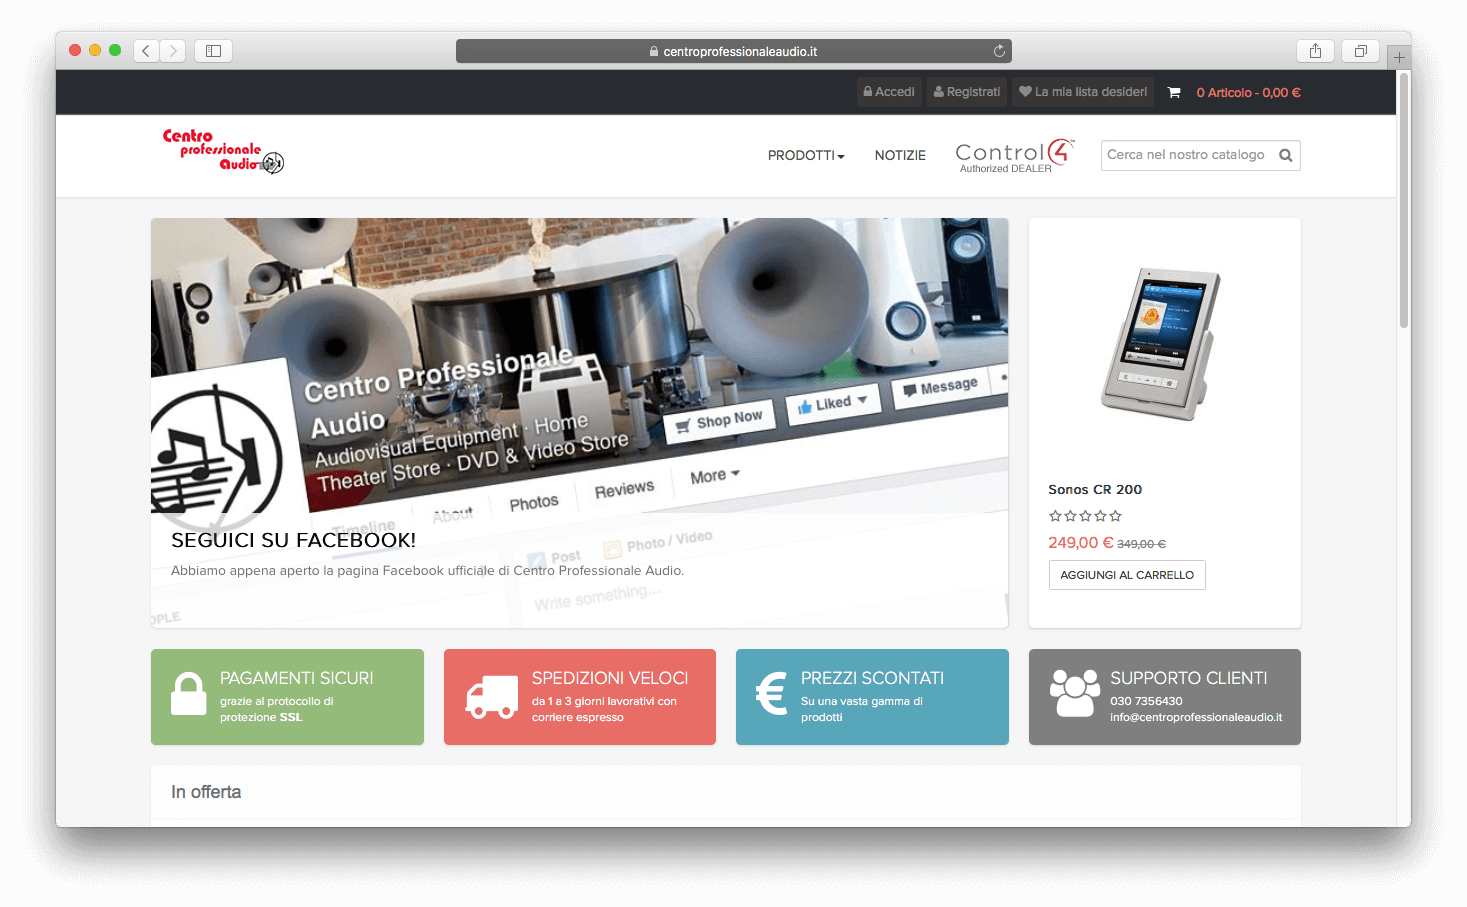 centroprofessionaleaudio.it
Accedi
Registrati
La mia lista desideri
0 Articolo - 0,00 €
Centro
professionale
Audio
PRODOTTI
NOTIZIE
Control4™
Authorized DEALER
Cerca nel nostro catalogo
Centro Professionale
Audio
Audiovisual Equipment · Home
Theater Store · DVD & Video Store
Shop Now
Liked
Message
Timeline
About
Photos
Reviews
More
Post
Photo / Video
Write something...
OPLE
SEGUICI SU FACEBOOK!
Abbiamo appena aperto la pagina Facebook ufficiale di Centro Professionale Audio.
Sonos CR 200
249,00 € 349,00 €
AGGIUNGI AL CARRELLO
PAGAMENTI SICURI
grazie al protocollo di
protezione SSL
SPEDIZIONI VELOCI
da 1 a 3 giorni lavorativi con
corriere espresso
PREZZI SCONTATI
Su una vasta gamma di
prodotti
SUPPORTO CLIENTI
030 7356430
info@centroprofessionaleaudio.it
In offerta